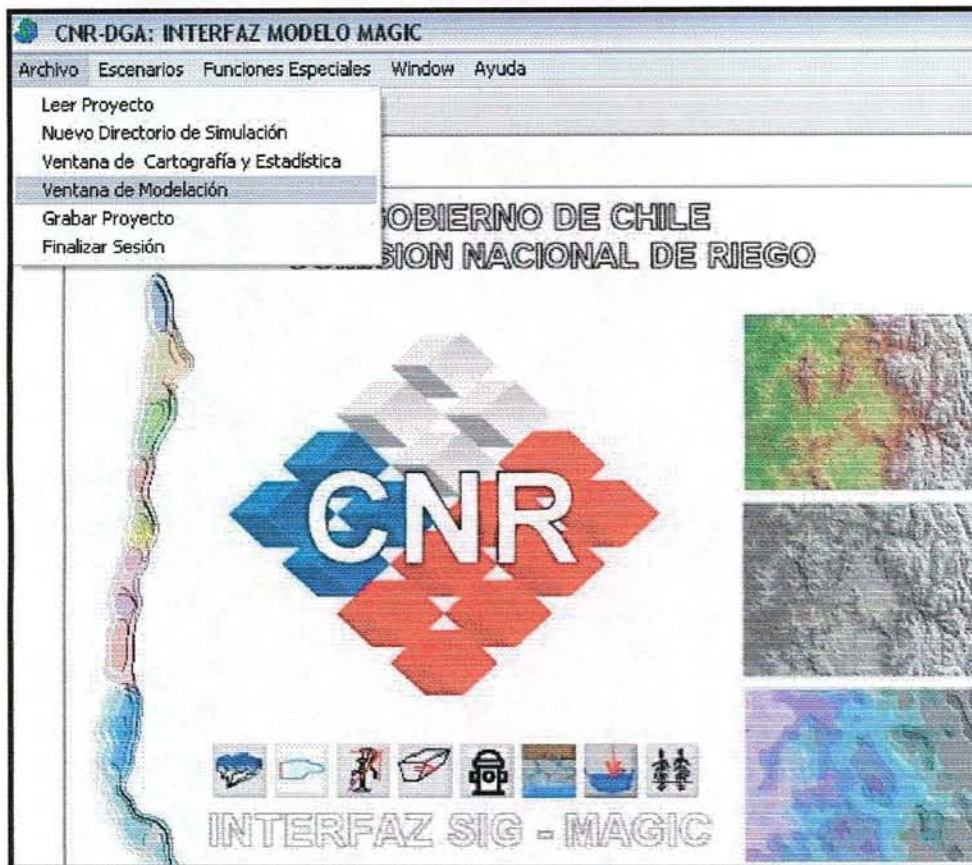 CNR-DGA: INTERFAZ MODELO MAGIC
Archivo Escenarios Funciones Especiales Window Ayuda
Leer Proyecto
Nuevo Directorio de Simulación
Ventana de Cartografía y Estadística
Ventana de Modelación
Grabar Proyecto
Finalizar Sesión
OBIERNO DE CHILE
SION NACIONAL DE RIEGO
CNR
INTERFAZ SIG - MAGIC